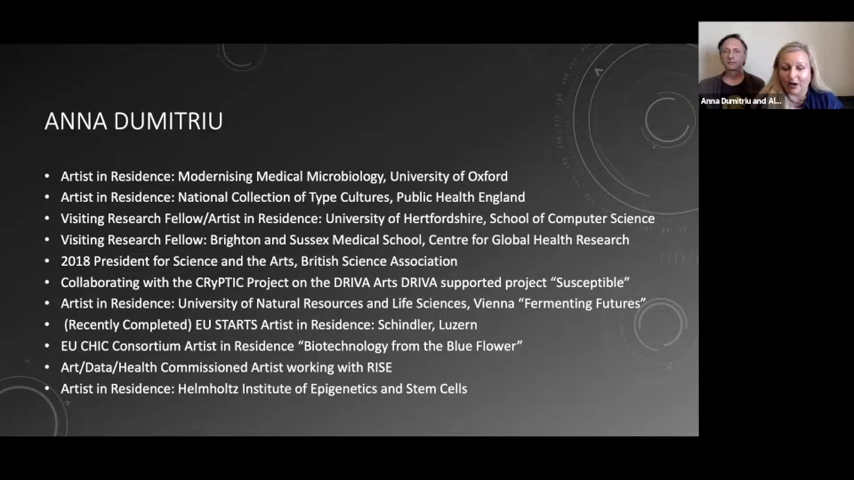 ANNA DUMITRIU
• Artist in Residence: Modernising Medical Microbiology, University of Oxford
• Artist in Residence: National Collection of Type Cultures, Public Health England
• Visiting Research Fellow/Artist in Residence: University of Hertfordshire, School of Computer Science
• Visiting Research Fellow: Brighton and Sussex Medical School, Centre for Global Health Research
• 2018 President for Science and the Arts, British Science Association
• Collaborating with the CRyPTIC Project on the DRIVA Arts DRIVA supported project “Susceptible”
• Artist in Residence: University of Natural Resources and Life Sciences, Vienna “Fermenting Futures”
• (Recently Completed) EU STARTS Artist in Residence: Schindler, Luzern
• EU CHIC Consortium Artist in Residence “Biotechnology from the Blue Flower”
• Art/Data/Health Commissioned Artist working with RISE
• Artist in Residence: Helmholtz Institute of Epigenetics and Stem Cells
Anna Dumitriu and Al...